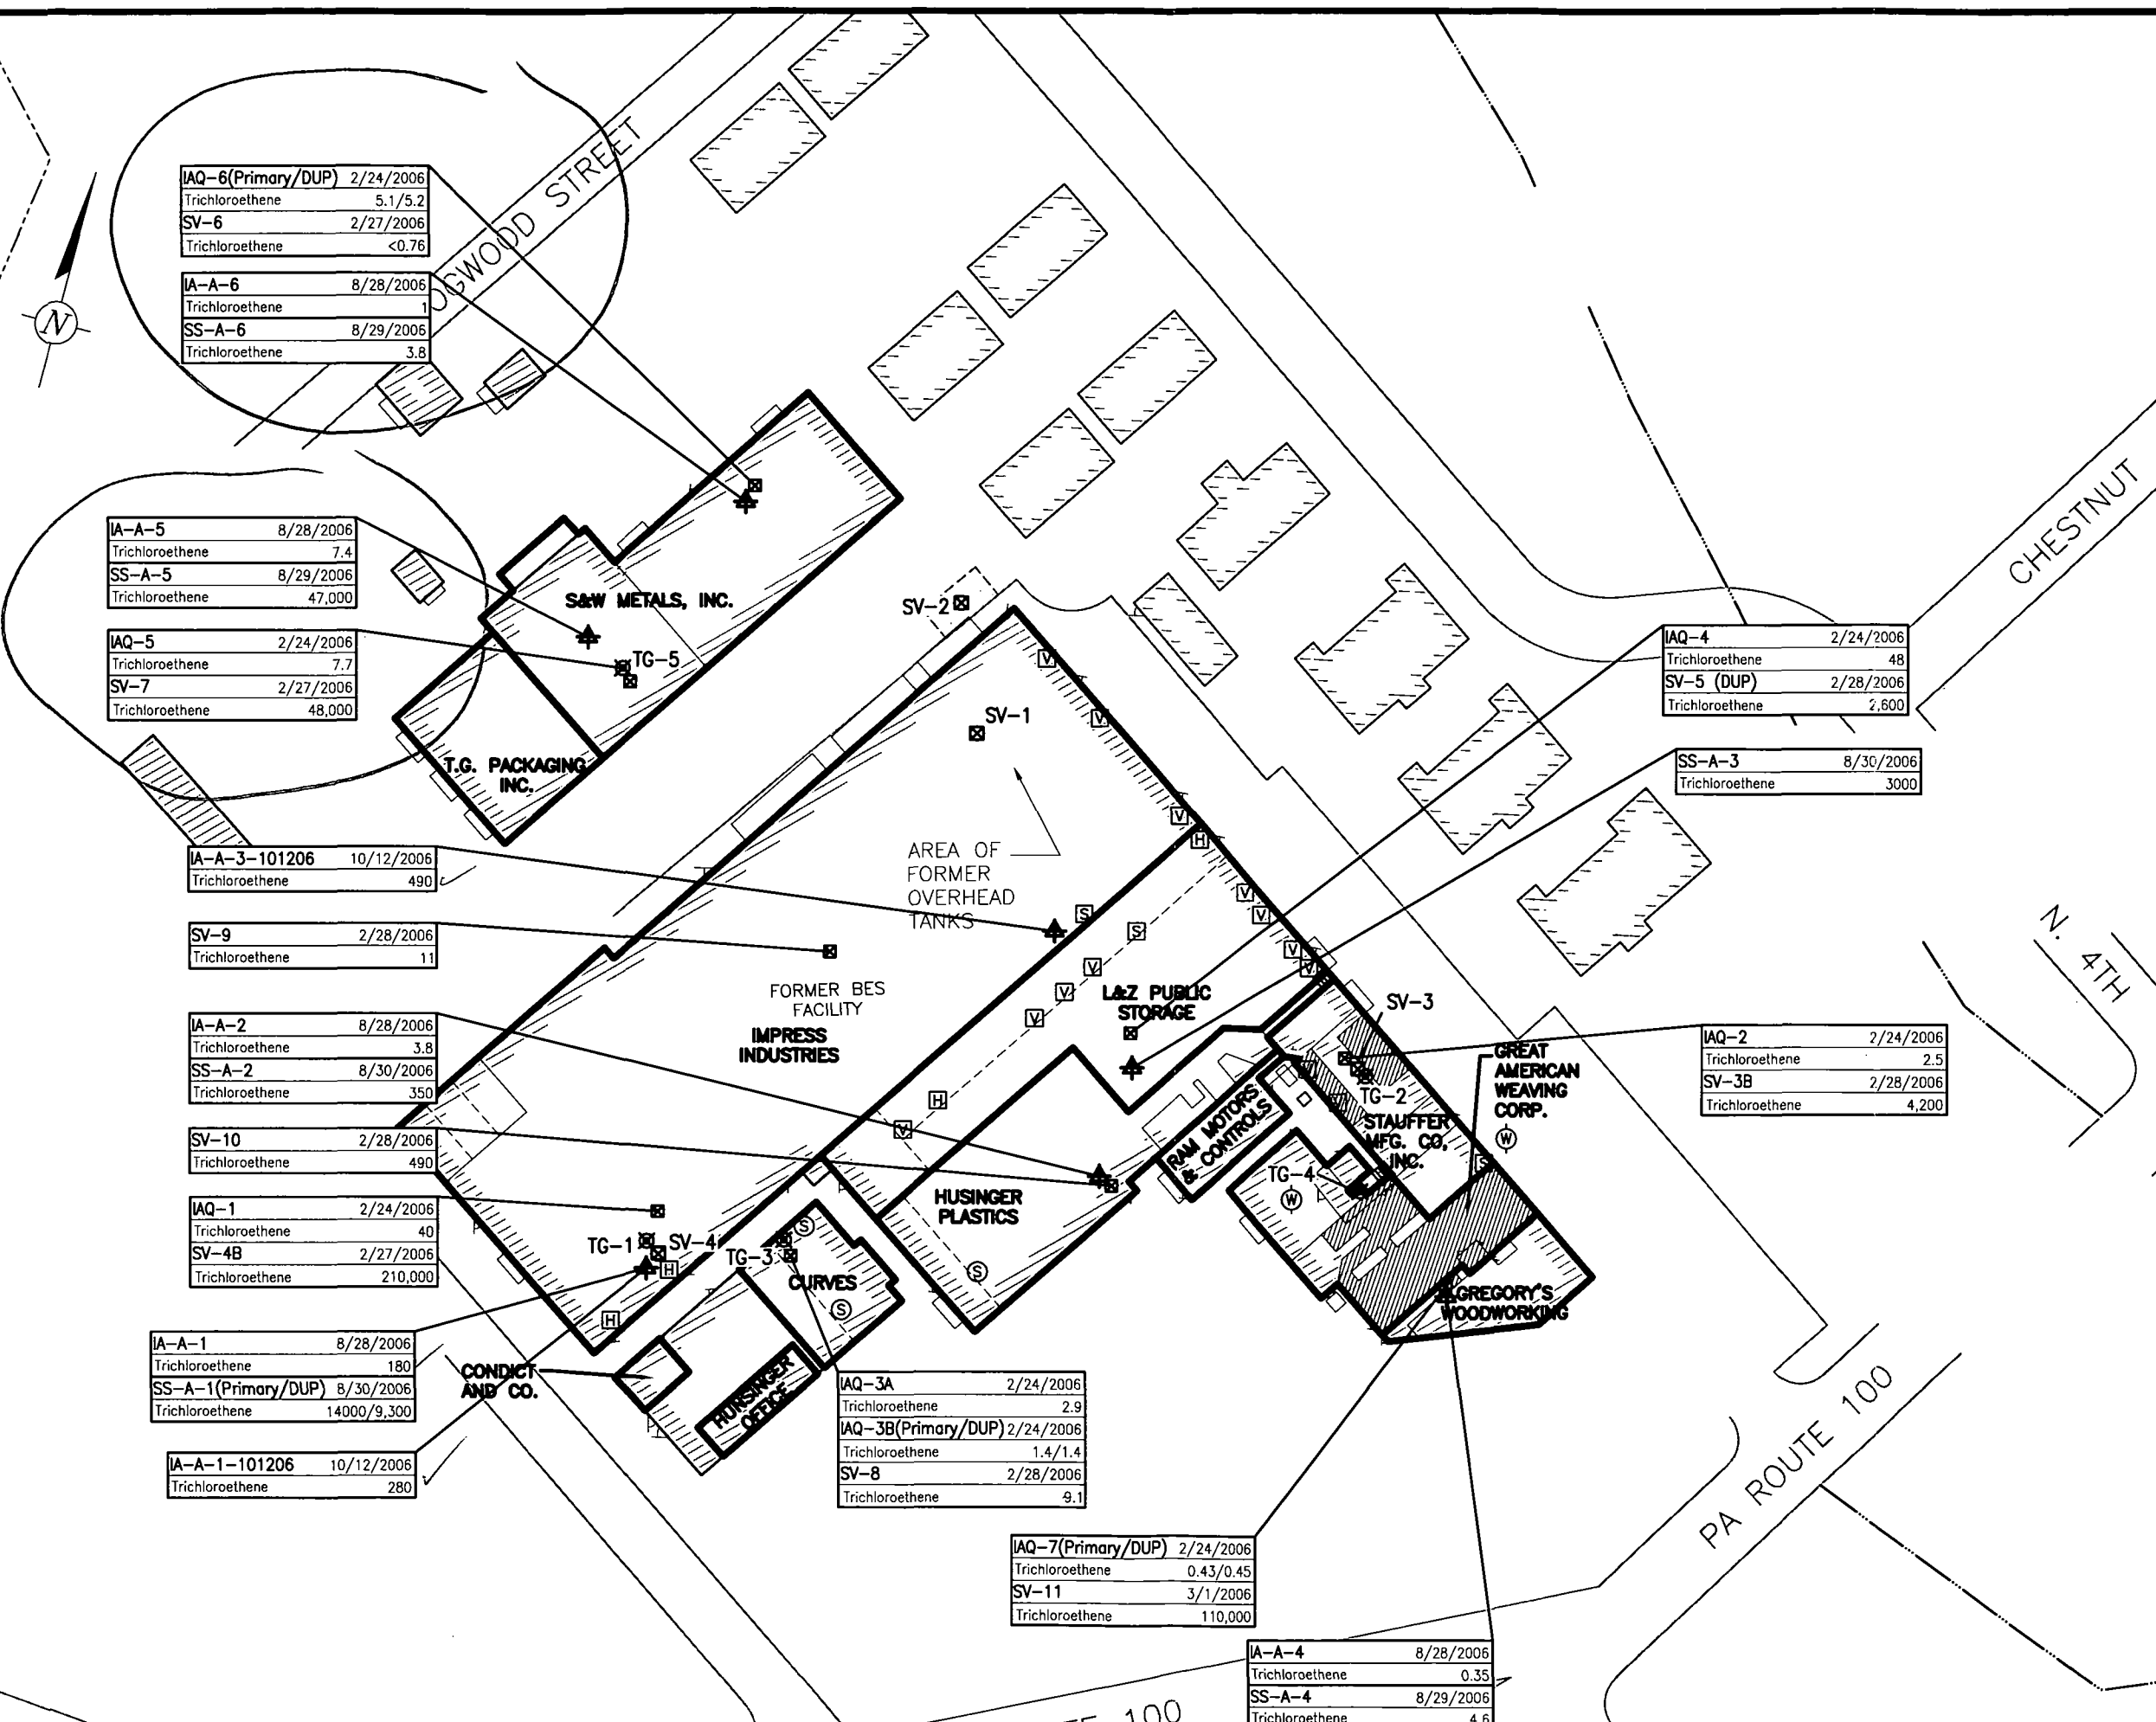 IAQ-6(Primary/DUP) 2/24/2006
Trichloroethene 5.1/5.2
SV-6 2/27/2006
Trichloroethene <0.76
IA-A-6 8/28/2006
Trichloroethene 1
SS-A-6 8/29/2006
Trichloroethene 3.8
OGWOOD STREET
N
IA-A-5 8/28/2006
Trichloroethene 7.4
SS-A-5 8/29/2006
Trichloroethene 47,000
IAQ-5 2/24/2006
Trichloroethene 7.7
SV-7 2/27/2006
Trichloroethene 48,000
S&W METALS, INC.
TG-5
T.G. PACKAGING
INC.
SV-2
V
SV-1
V
V
H
CHESTNUT
IAQ-4 2/24/2006
Trichloroethene 48
SV-5 (DUP) 2/28/2006
Trichloroethene 2,600
SS-A-3 8/30/2006
Trichloroethene 3000
AREA OF
FORMER
OVERHEAD
TANKS
IA-A-3-101206 10/12/2006
Trichloroethene 490
SV-9 2/28/2006
Trichloroethene 11
S
S
V
V
V
V
V
V
V
L&Z PUBLIC
STORAGE
FORMER BES
FACILITY
IMPRESS
INDUSTRIES
SV-3
N. 4TH
IA-A-2 8/28/2006
Trichloroethene 3.8
SS-A-2 8/30/2006
Trichloroethene 350
SV-10 2/28/2006
Trichloroethene 490
IAQ-1 2/24/2006
Trichloroethene 40
SV-4B 2/27/2006
Trichloroethene 210,000
H
V
IAQ-2 2/24/2006
Trichloroethene 2.5
SV-3B 2/28/2006
Trichloroethene 4,200
GREAT
AMERICAN
WEAVING
CORP.
W
TG-2
STAUFFER
MFG. CO,
INC.
S
RAM MOTORS
& CONTROLS
TG-4
W
HUSINGER
PLASTICS
S
TG-1
SV-4
H
H
TG-3
S
CURVES
S
GREGORY'S
WOODWORKING
IA-A-1 8/28/2006
Trichloroethene 180
SS-A-1(Primary/DUP) 8/30/2006
Trichloroethene 14000/9,300
IA-A-1-101206 10/12/2006
Trichloroethene 280
CONDICT
AND CO.
HUNSINGER
OFFICE
IAQ-3A 2/24/2006
Trichloroethene 2.9
IAQ-3B(Primary/DUP) 2/24/2006
Trichloroethene 1.4/1.4
SV-8 2/28/2006
Trichloroethene 9.1
PA ROUTE 100
IAQ-7(Primary/DUP) 2/24/2006
Trichloroethene 0.43/0.45
SV-11 3/1/2006
Trichloroethene 110,000
IA-A-4 8/28/2006
Trichloroethene 0.35
SS-A-4 8/29/2006
Trichloroethene 4.6
100